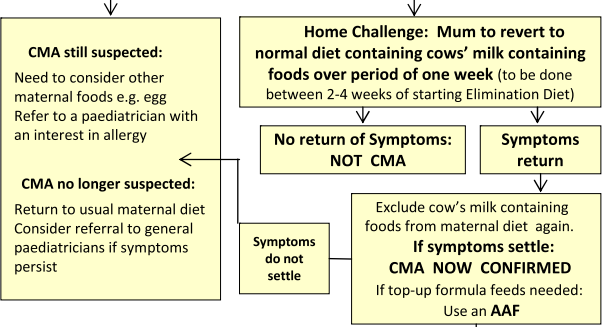 CMA still suspected:
Need to consider other
maternal foods e.g. egg
Refer to a paediatrician with
an interest in allergy
CMA no longer suspected:
Return to usual maternal diet
Consider referral to general
paediatricians if symptoms
persist
Home Challenge: Mum to revert to
normal diet containing cows’ milk containing
foods over period of one week (to be done
between 2-4 weeks of starting Elimination Diet)
No return of Symptoms:
NOT CMA
Symptoms
return
Symptoms
do not
settle
Exclude cow’s milk containing
foods from maternal diet again.
If symptoms settle:
CMA NOW CONFIRMED
If top-up formula feeds needed:
Use an AAF